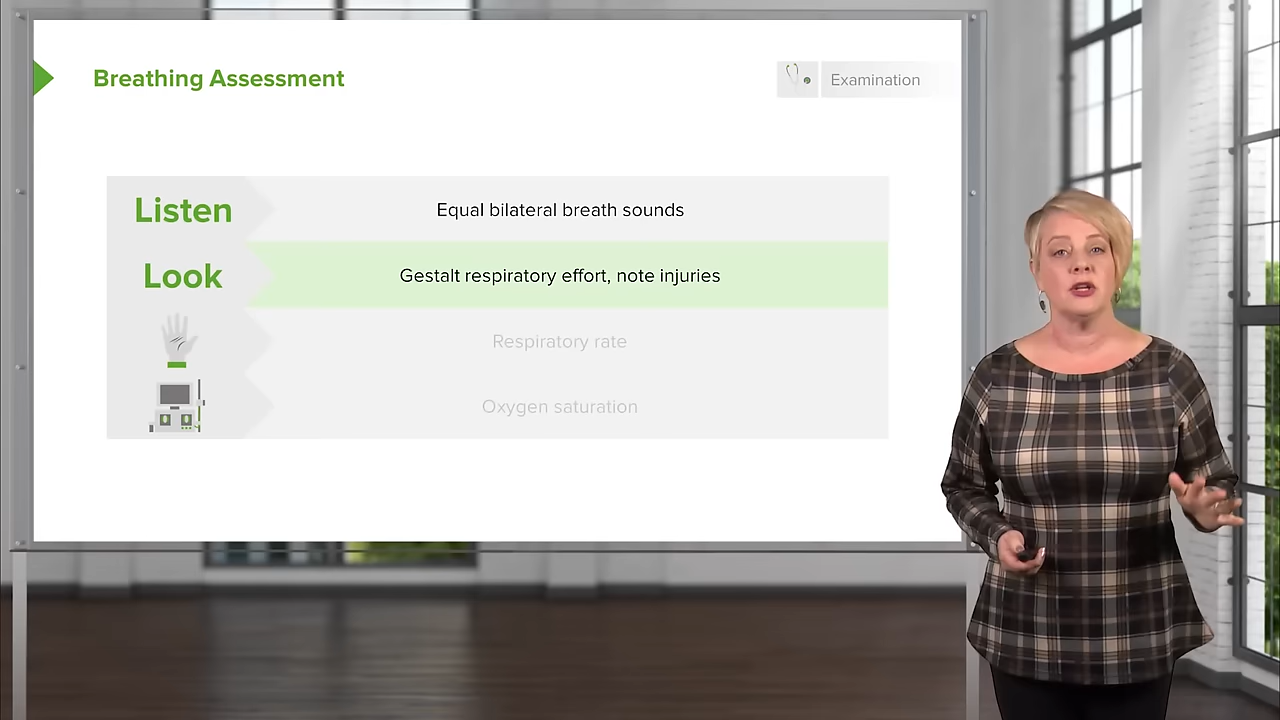 Breathing Assessment
Examination
Listen
Equal bilateral breath sounds
Look
Gestalt respiratory effort, note injuries
Respiratory rate
Oxygen saturation